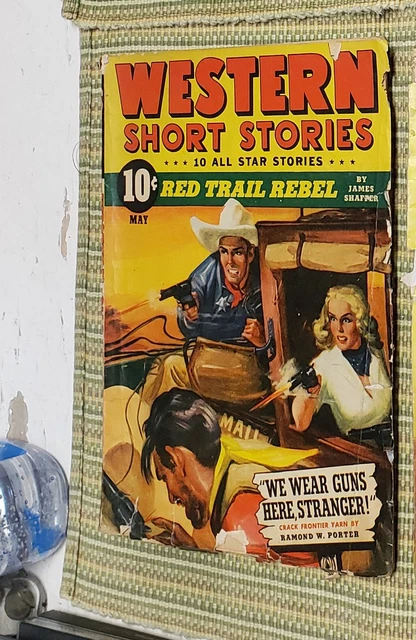 WESTERN
SHORT STORIES
★ ★ ★ 10 ALL STAR STORIES ★ ★ ★
10¢
MAY
RED TRAIL REBEL
BY
JAMES
SHAFFER
MAIL
"WE WEAR GUNS
HERE, STRANGER!"
CRACK FRONTIER YARN BY
RAMOND W. PORTER